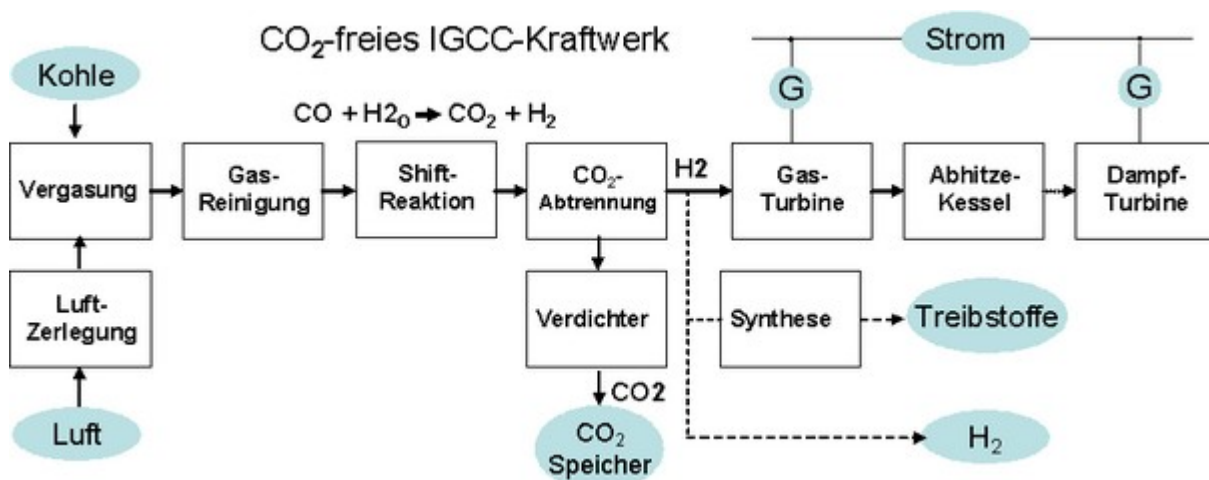 CO₂-freies IGCC-Kraftwerk
Strom
Kohle
G
G
CO + H2₀ → CO₂ + H₂
Vergasung
Gas-
Reinigung
Shift-
Reaktion
CO₂-
Abtrennung
H2
Gas-
Turbine
Abhitze-
Kessel
Dampf-
Turbine
Luft-
Zerlegung
Verdichter
Synthese
Treibstoffe
CO2
Luft
CO₂
Speicher
H₂